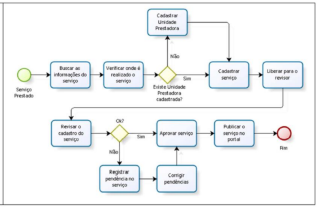 Cadastrar
Unidade
Prestadora
Não
Serviço
Prestado
Buscar as
informações do
serviço
Verificar onde é
realizado o
serviço
Sim
Existe Unidade
Prestadora
cadastrada?
Cadastrar
serviço
Liberar para o
revisor
Revisar o
cadastro do
serviço
Ok?
Sim
Não
Aprovar serviço
Publicar o
serviço no
portal
Fim
Registrar
pendência no
serviço
Corrigir
pendências